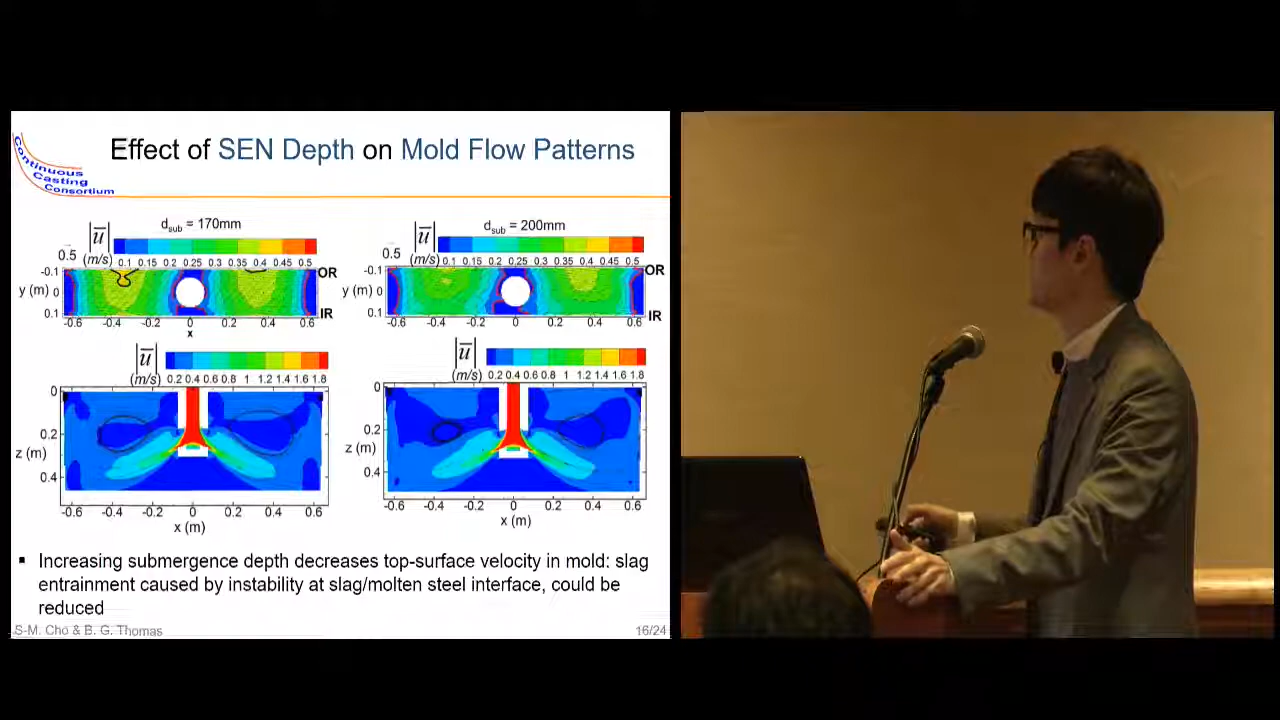 Effect of SEN Depth on Mold Flow Patterns
Continuous
Casting
Consortium
d_sub = 170mm
|u̅|
(m/s)
0.1 0.15 0.2 0.25 0.3 0.35 0.4 0.45 0.5
0.5
-0.1
y (m) 0
0.1
OR
IR
-0.6 -0.4 -0.2 0 0.2 0.4 0.6
x
d_sub = 200mm
|u̅|
(m/s)
0.1 0.15 0.2 0.25 0.3 0.35 0.4 0.45 0.5
0.5
-0.1
y (m) 0
0.1
OR
IR
-0.6 -0.4 -0.2 0 0.2 0.4 0.6
|u̅|
(m/s)
0.2 0.4 0.6 0.8 1 1.2 1.4 1.6 1.8
0
0.2
z (m)
0.4
-0.6 -0.4 -0.2 0 0.2 0.4 0.6
x (m)
|u̅|
(m/s)
0.2 0.4 0.6 0.8 1 1.2 1.4 1.6 1.8
0
0.2
z (m)
0.4
-0.6 -0.4 -0.2 0 0.2 0.4 0.6
x (m)
▪ Increasing submergence depth decreases top-surface velocity in mold: slag
entrainment caused by instability at slag/molten steel interface, could be
reduced
S-M. Cho & B. G. Thomas
16/24